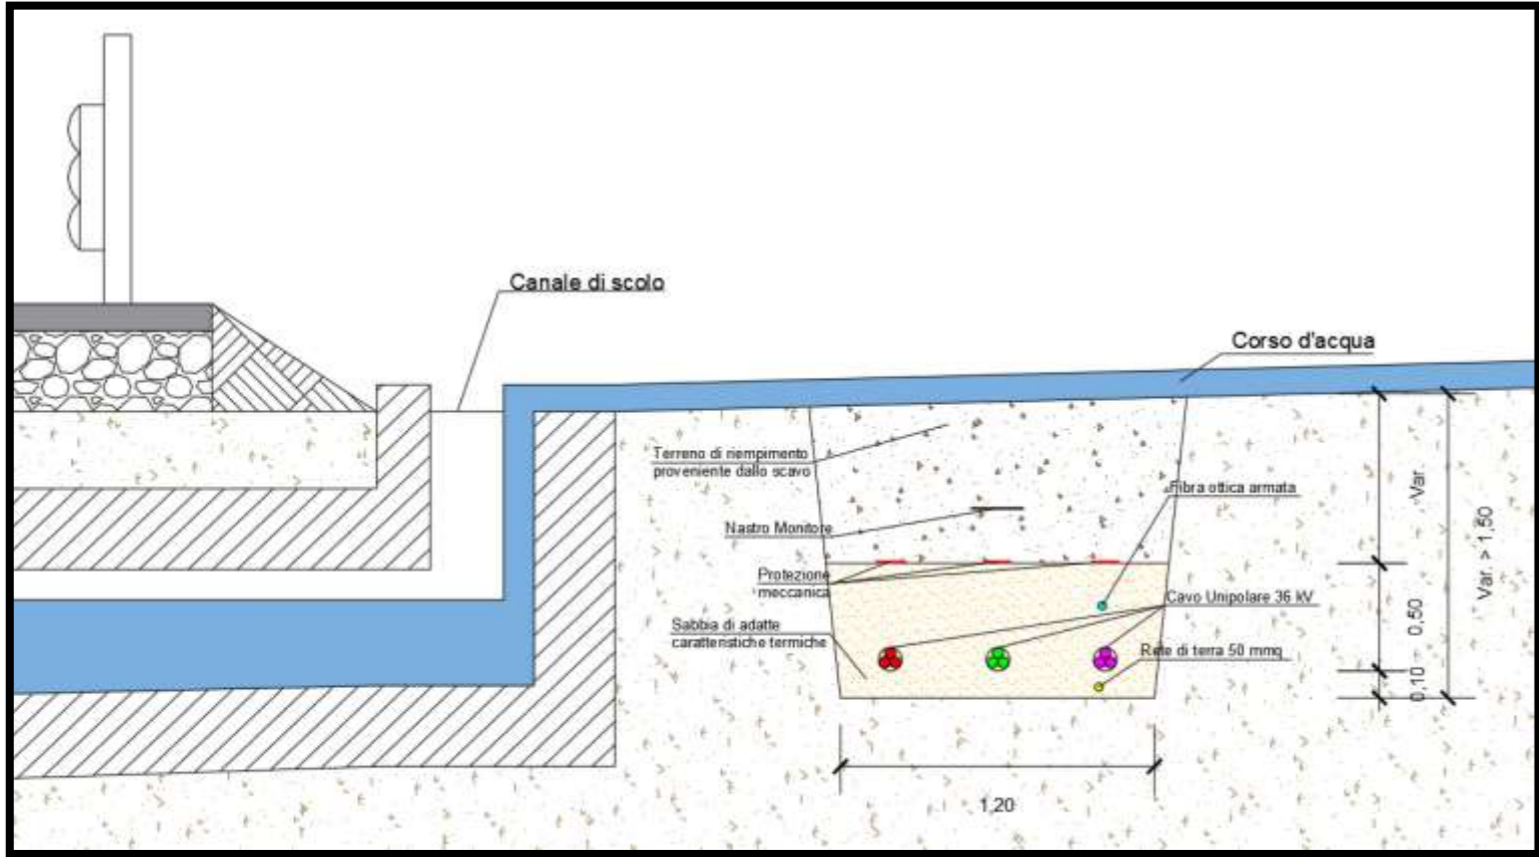 Canale di scolo
Corso d'acqua
Terreno di riempimento
proveniente dallo scavo
Fibra ottica armata
Nastro Monitore
Protezione
meccanica
Cavo Unipolare 36 kV
Sabbia di adatte
caratteristiche termiche
Rete di terra 50 mmq
Var.
0,50
0,10
Var. > 1,50
1,20